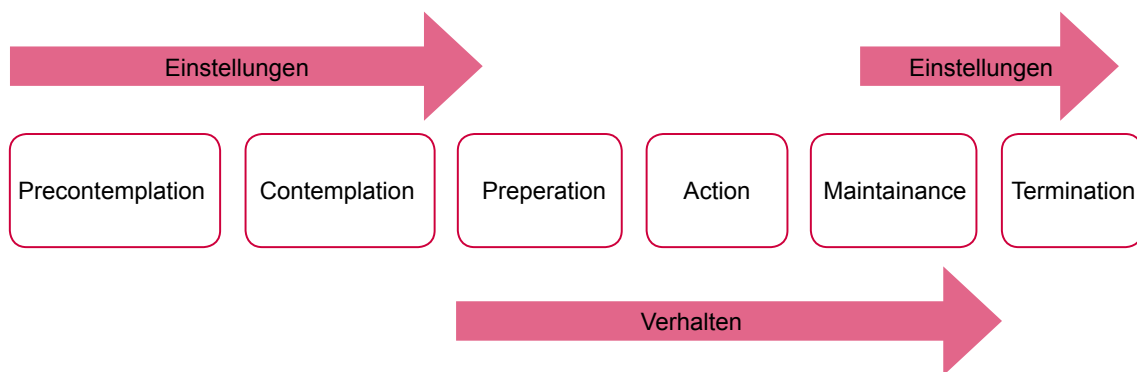 Einstellungen
Einstellungen
Precontemplation
Contemplation
Preperation
Action
Maintainance
Termination
Verhalten